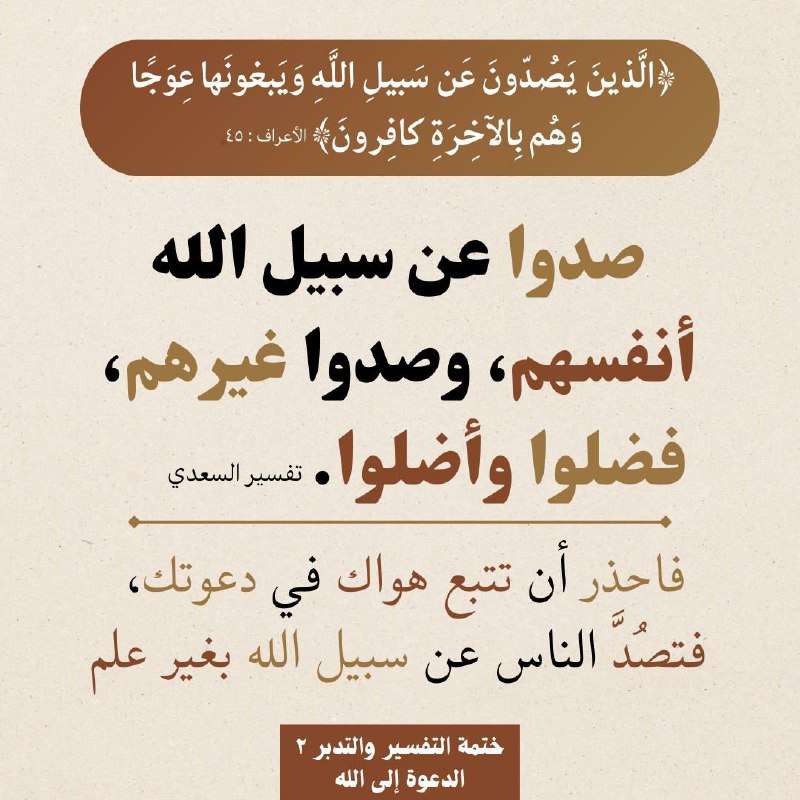 ﴿الَّذينَ يَصُدّونَ عَن سَبيلِ اللَّهِ وَيَبغونَها عِوَجًا
وَهُم بِالآخِرَةِ كافِرونَ﴾ الأعراف : ٤٥
صدوا عن سبيل الله
أنفسهم، وصدوا غيرهم،
فضلوا وأضلوا. تفسير السعدي
فاحذر أن تتبع هواك في دعوتك،
فتصُدَّ الناس عن سبيل الله بغير علم
ختمة التفسير والتدبر ٢
الدعوة إلى الله